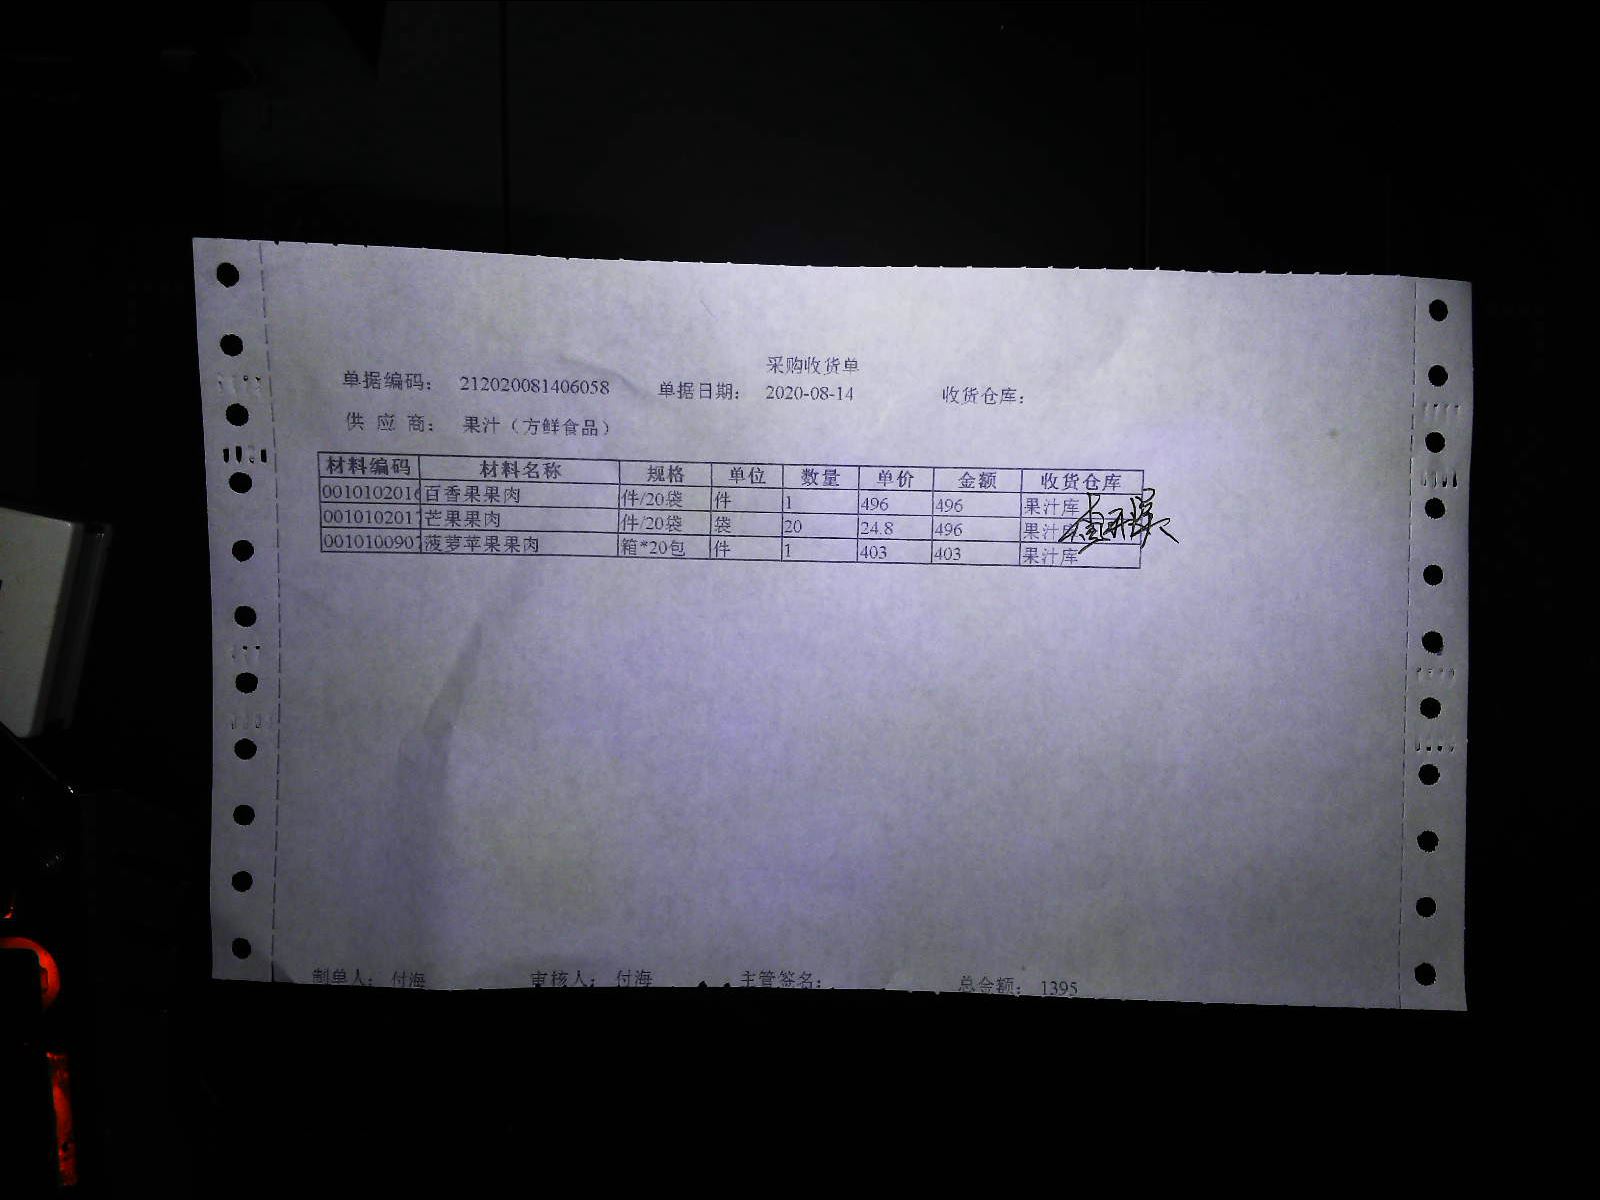 采购收货单
单据编码： 212020081406058 单据日期： 2020-08-14 收货仓库：
供 应 商： 果汁（方鲜食品）
材料编码 材料名称 规格 单位 数量 单价 金额 收货仓库
0010102016 百香果果肉 件/20袋 件 1 496 496 果汁库
001010201 芒果果肉 件/20袋 袋 20 24.8 496 果汁库
001010090 菠萝苹果果肉 箱*20包 件 1 403 403 果汁库
制单人： 付海 审核人： 付海 主管签名： 总金额： 1395